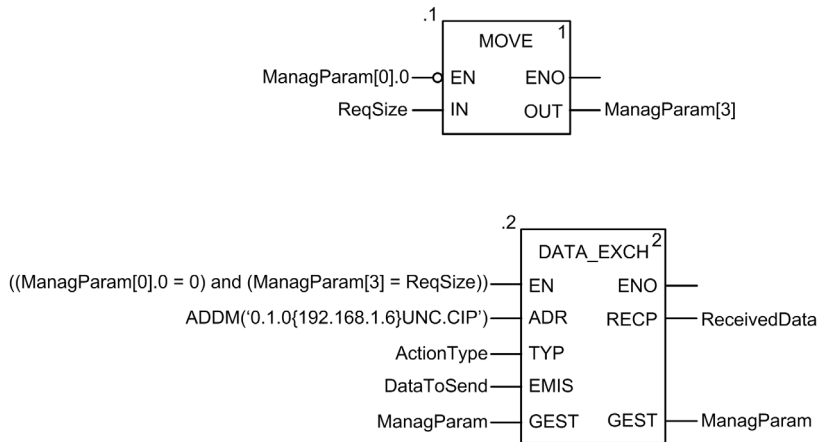 .1
MOVE 1
ManagParam[0].0 EN ENO
ReqSize IN OUT ManagParam[3]
.2
DATA_EXCH 2
((ManagParam[0].0 = 0) and (ManagParam[3] = ReqSize)) EN ENO
ADDM(‘0.1.0{192.168.1.6}UNC.CIP’) ADR RECP ReceivedData
ActionType TYP
DataToSend EMIS
ManagParam GEST GEST ManagParam